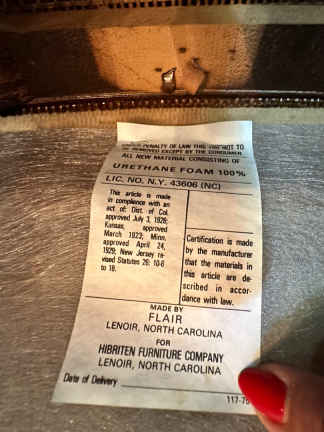 PENALTY OF LAW THIS TAG NOT TO
BE REMOVED EXCEPT BY THE CONSUMER
ALL NEW MATERIAL CONSISTING OF
URETHANE FOAM 100%
LIC. NO. N.Y. 43606 (NC)
This article is made
in compliance with an
act of; Dist. of Col.
approved July 3, 1926;
Kansas, approved
March 1923; Minn.
approved April 24,
1929; New Jersey re-
vised Statutes 26: 10-6
to 18.
Certification is made
by the manufacturer
that the materials in
this article are de-
scribed in accor-
dance with law.
MADE BY
FLAIR
LENOIR, NORTH CAROLINA
FOR
HIBRITEN FURNITURE COMPANY
LENOIR, NORTH CAROLINA
Date of Delivery
117-75